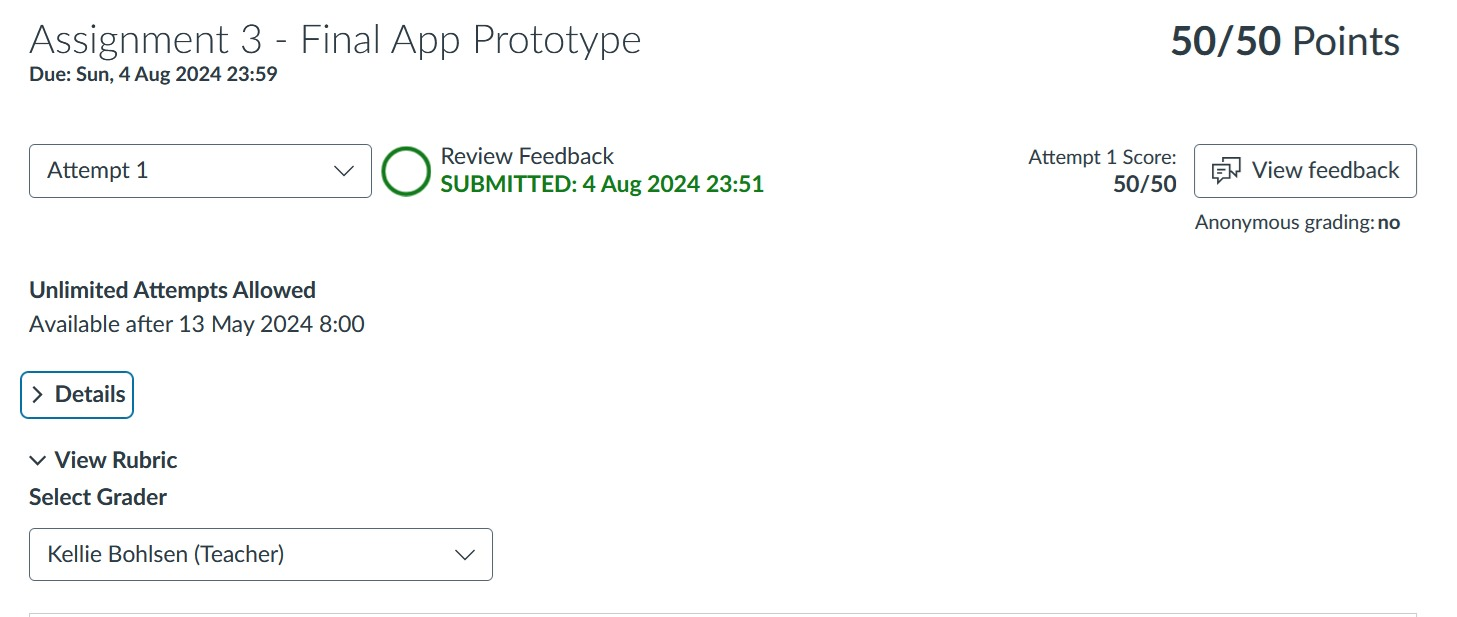 Assignment 3 - Final App Prototype
50/50 Points
Due: Sun, 4 Aug 2024 23:59
Attempt 1
Review Feedback
SUBMITTED: 4 Aug 2024 23:51
Attempt 1 Score:
50/50
View feedback
Anonymous grading: no
Unlimited Attempts Allowed
Available after 13 May 2024 8:00
Details
View Rubric
Select Grader
Kellie Bohlsen (Teacher)